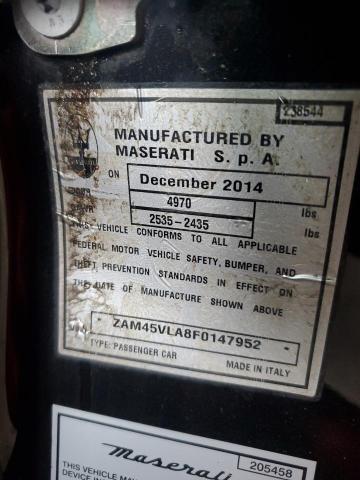 238544
MANUFACTURED BY
MASERATI S. p A.
ON December 2014
4970 lbs
2535-2435 lbs
THIS VEHICLE CONFORMS TO ALL APPLICABLE
FEDERAL MOTOR VEHICLE SAFETY, BUMPER, AND
THEFT PREVENTION STANDARDS IN EFFECT ON
THE DATE OF MANUFACTURE SHOWN ABOVE
* ZAM45VLA8F0147952 *
TYPE: PASSENGER CAR MADE IN ITALY
Maserati
205458
THIS VEHICLE
DEVICE